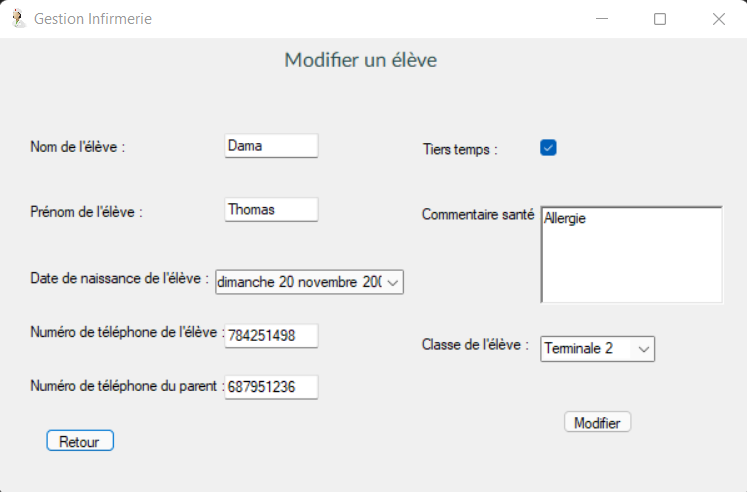 Gestion Infirmerie
Modifier un élève
Nom de l'élève :
Dama
Tiers temps :
Prénom de l'élève :
Thomas
Commentaire santé
Allergie
Date de naissance de l'élève :
dimanche 20 novembre 200
Numéro de téléphone de l'élève :
784251498
Classe de l'élève :
Terminale 2
Numéro de téléphone du parent :
687951236
Modifier
Retour